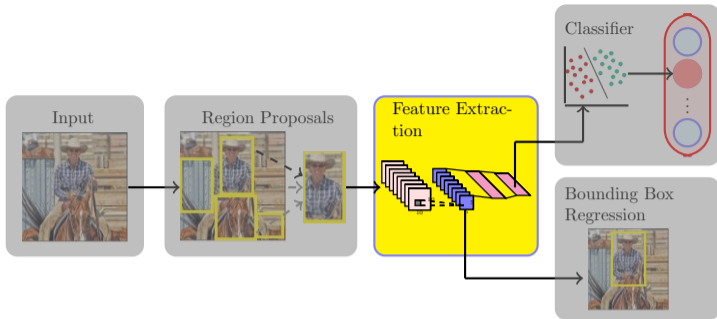 Input
Region Proposals
Feature Extrac-
tion
Classifier
Bounding Box
Regression